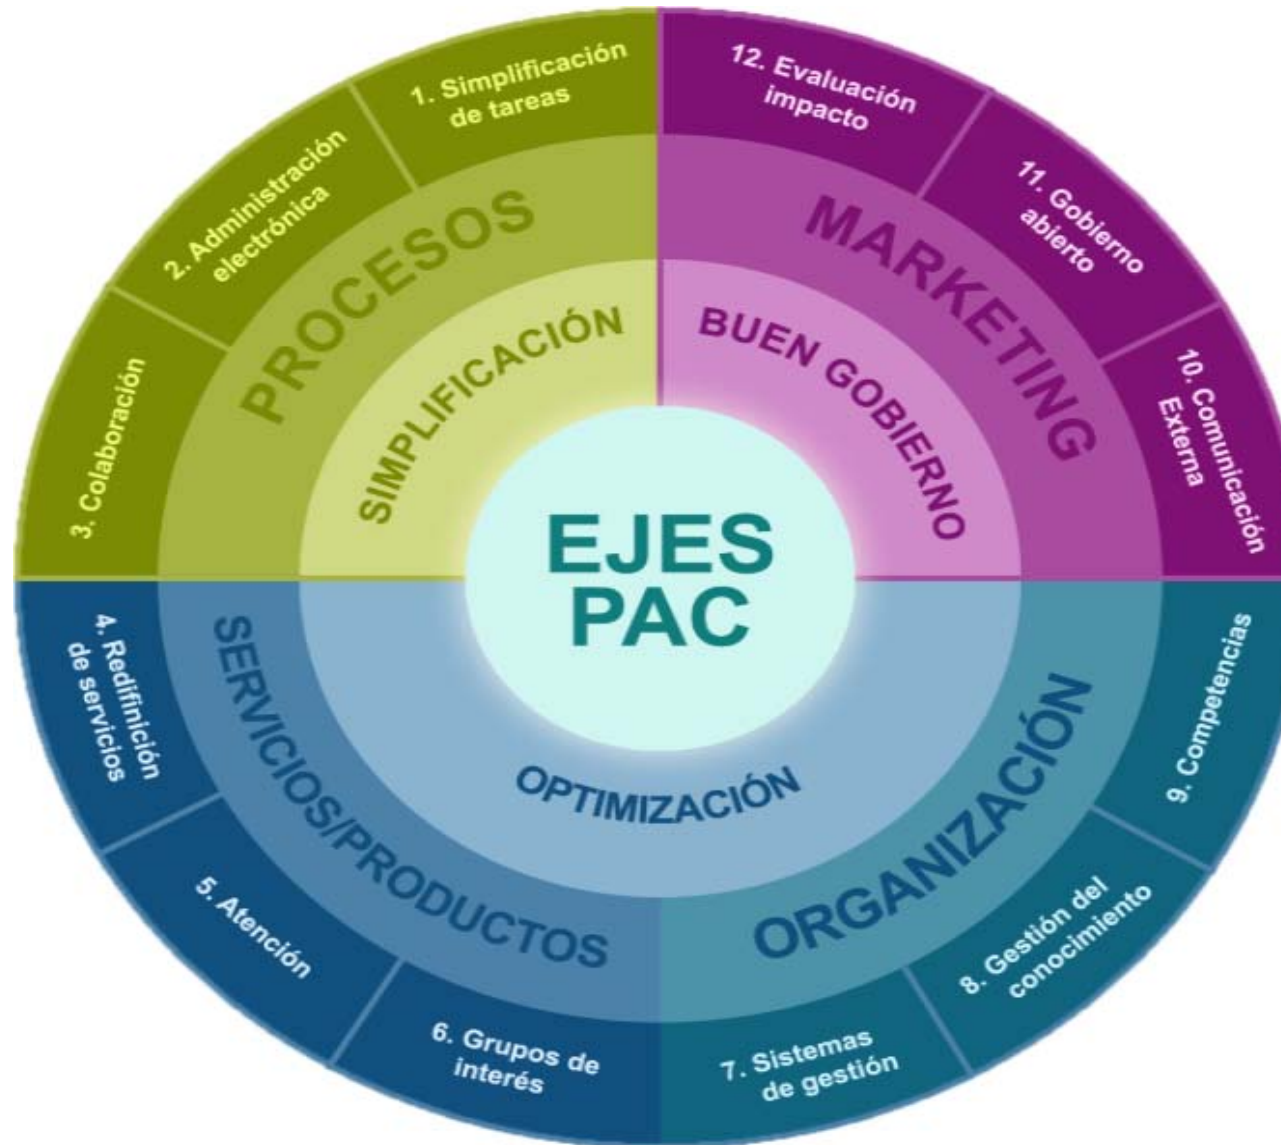 EJES
PAC
SIMPLIFICACIÓN
BUEN GOBIERNO
OPTIMIZACIÓN
PROCESOS
MARKETING
SERVICIOS/PRODUCTOS
ORGANIZACIÓN
1. Simplificación
de tareas
2. Administración
electrónica
3. Colaboración
4. Redifinición
de servicios
5. Atención
6. Grupos de
interés
7. Sistemas
de gestión
8. Gestión del
conocimiento
9. Competencias
10. Comunicación
Externa
11. Gobierno
abierto
12. Evaluación
impacto